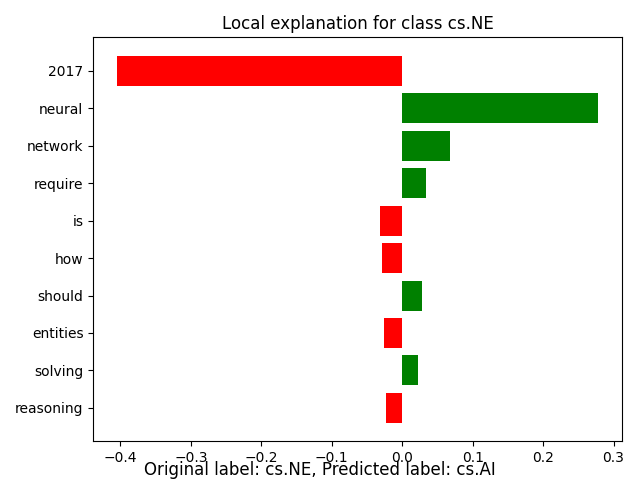 Local explanation for class cs.NE
2017
neural
network
require
is
how
should
entities
solving
reasoning
−0.4 −0.3 −0.2 −0.1 0.0 0.1 0.2 0.3
Original label: cs.NE, Predicted label: cs.AI